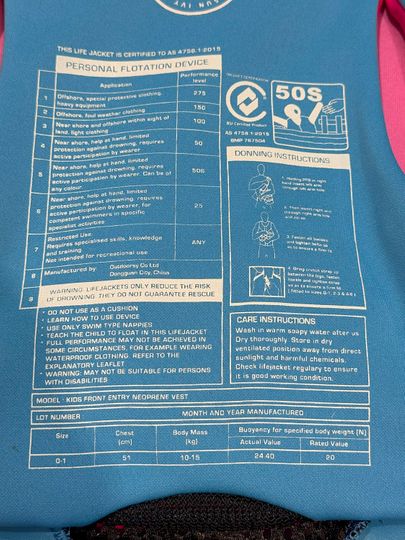 THIS LIFE JACKET IS CERTIFIED TO AS 4758.1:2015
PERSONAL FLOTATION DEVICE
Application Performance level
1 Offshore, special protective clothing, heavy equipment 275
2 Offshore, foul weather clothing 150
3 Near shore and offshore within sight of land, light clothing 100
4 Near shore, help at hand, limited protection against drowning, requires active participation by wearer 50
5 Near shore, help at hand, limited protection against drowning, requires active participation by wearer. Can be of any colour. 50S
6 Near shore, help at hand, limited protection against drowning, requires active participation by wearer, for competent swimmers in specific specialist activities 25
7 Restricted Use. Requires specialised skills, knowledge and training. Not intended for recreational use. ANY
8 Manufactured by
Dongguan City, China
9 WARNING: LIFEJACKETS ONLY REDUCE THE RISK
OF DROWNING THEY DO NOT GUARANTEE RESCUE
• DO NOT USE AS A CUSHION
• LEARN HOW TO USE DEVICE
• USE ONLY SWIM TYPE NAPPIES
• TEACH THE CHILD TO FLOAT IN THIS LIFEJACKET
• FULL PERFORMANCE MAY NOT BE ACHIEVED IN
SOME CIRCUMSTANCES. FOR EXAMPLE WEARING
WATERPROOF CLOTHING. REFER TO THE
EXPLANATORY LEAFLET
• WARNING: MAY NOT BE SUITABLE FOR PERSONS
WITH DISABILITIES
50S
AS 4758.1:2015
BMP 767504
DONNING INSTRUCTIONS
CARE INSTRUCTIONS
Wash in warm soapy water after us
Dry thoroughly. Store in dry
ventilated position away from direct
sunlight and harmful chemicals.
Check lifejacket regulary to ensure
it is good working condition.
MODEL - KIDS FRONT ENTRY NEOPRENE VEST
LOT NUMBER MONTH AND YEAR MANUFACTURED
Size Chest (cm) Body Mass (kg) Buoyancy for specified body weight (N)
Actual Value Rated Value
0-1 51 10-15 24.40 20